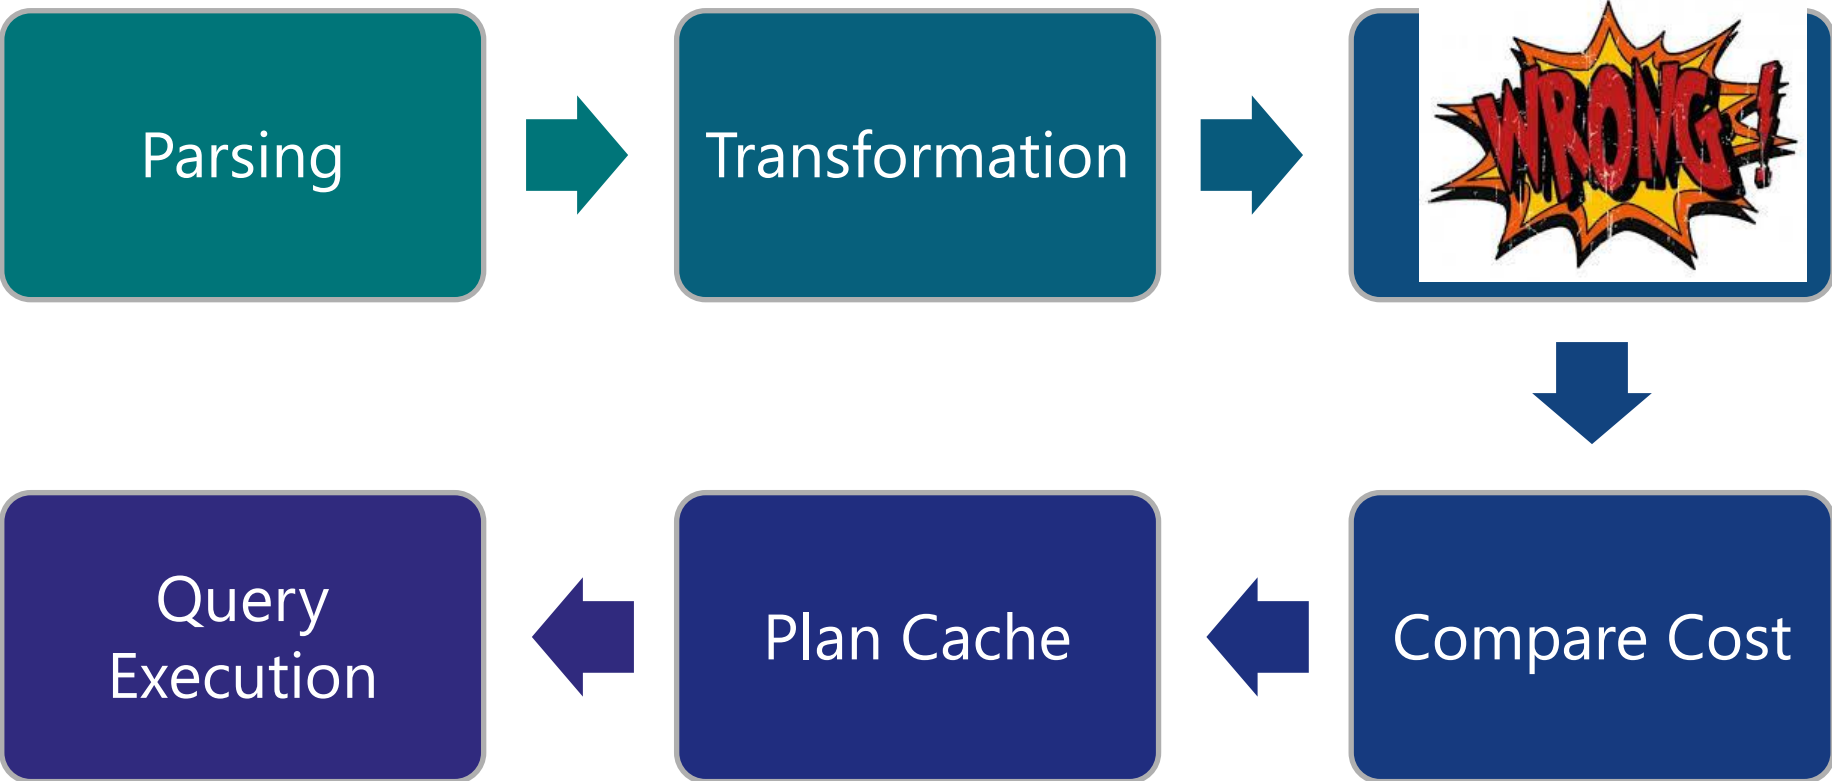 Parsing
Transformation
WRONG!
Compare Cost
Plan Cache
Query
Execution